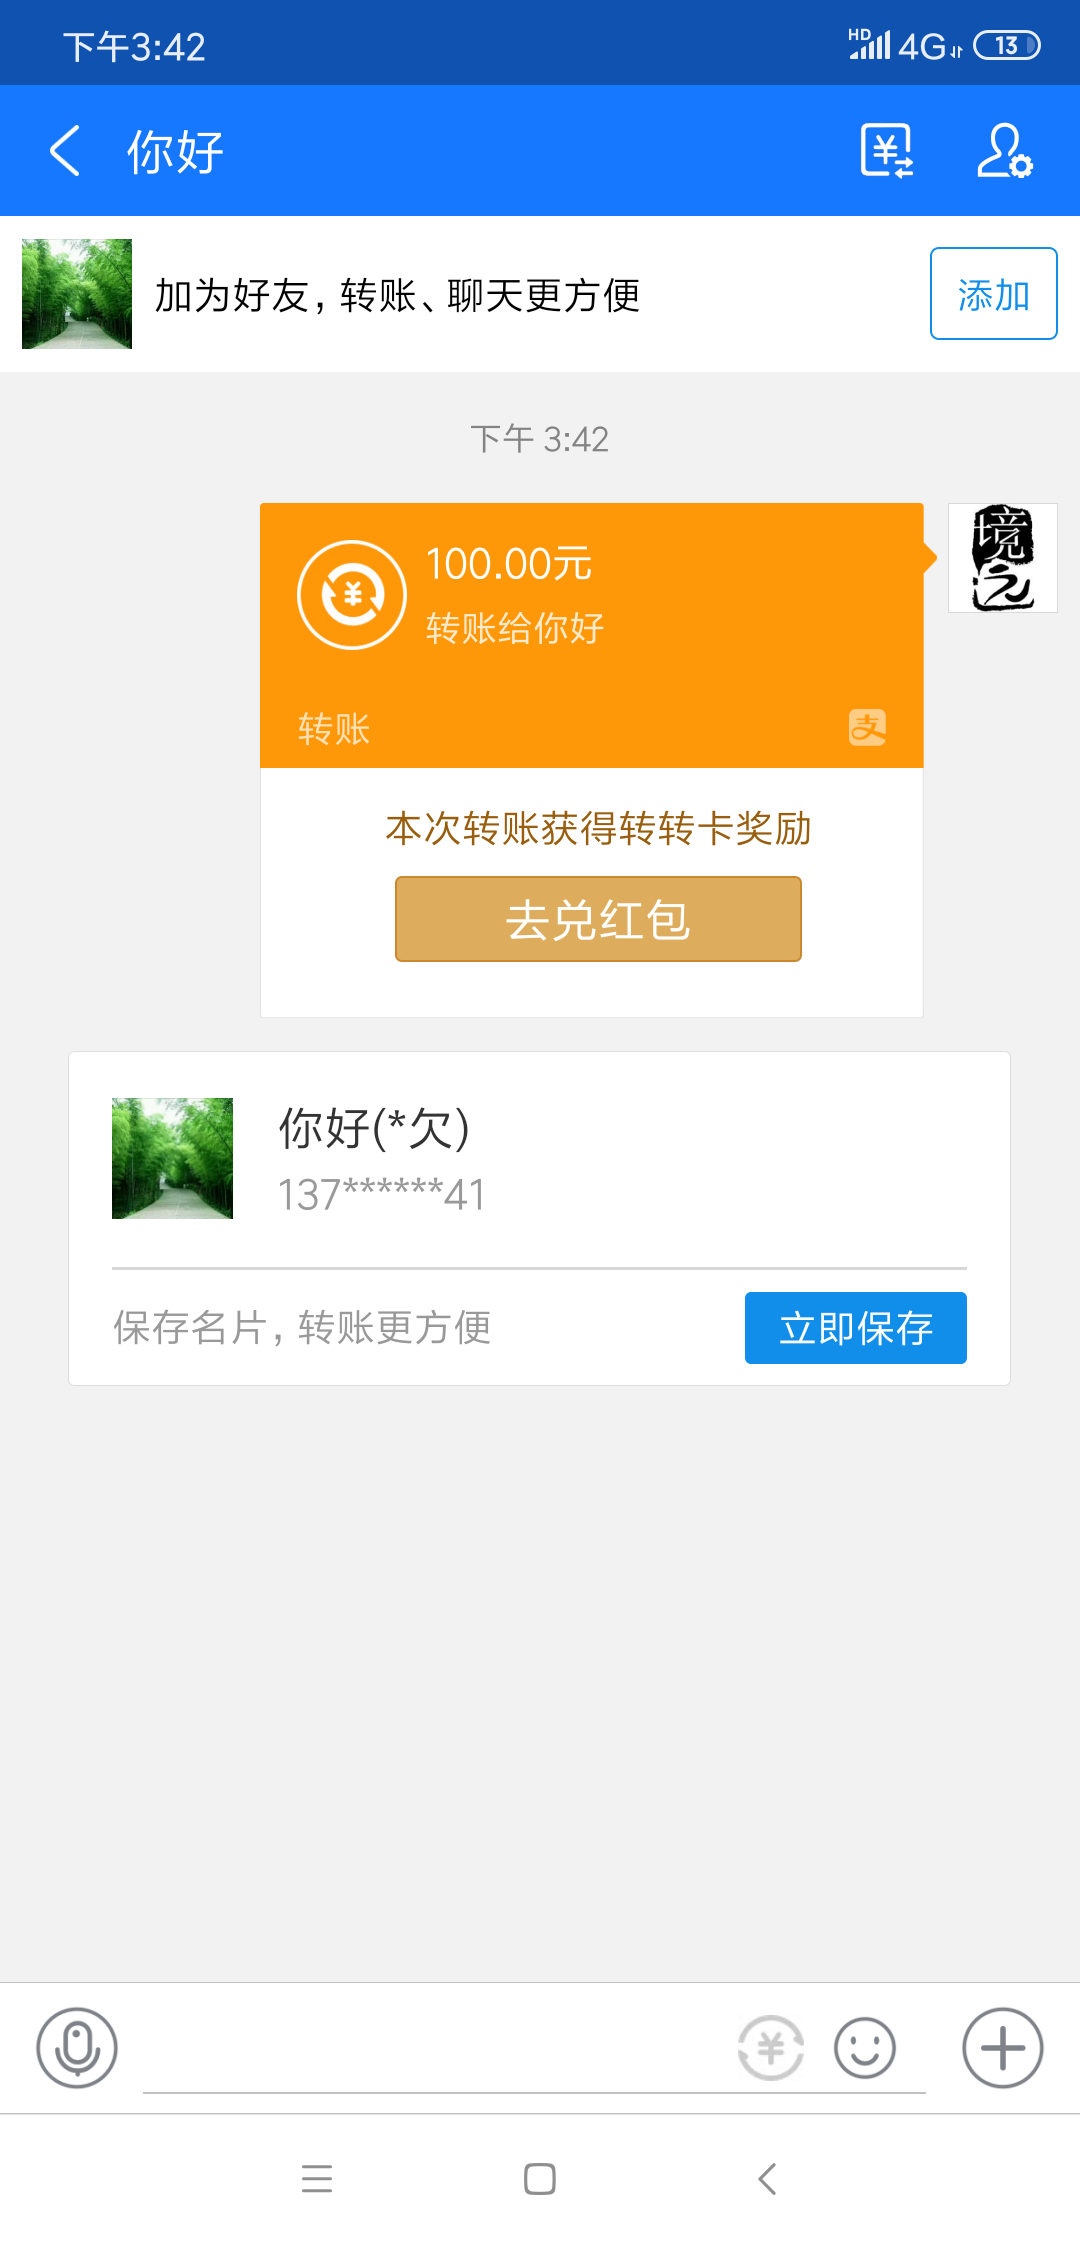 下午3:42
HD 4G 13
你好
加为好友，转账、聊天更方便
添加
下午 3:42
境之
100.00元
转账给你好
转账
支
本次转账获得转转卡奖励
去兑红包
你好(*欠)
137******41
保存名片，转账更方便
立即保存